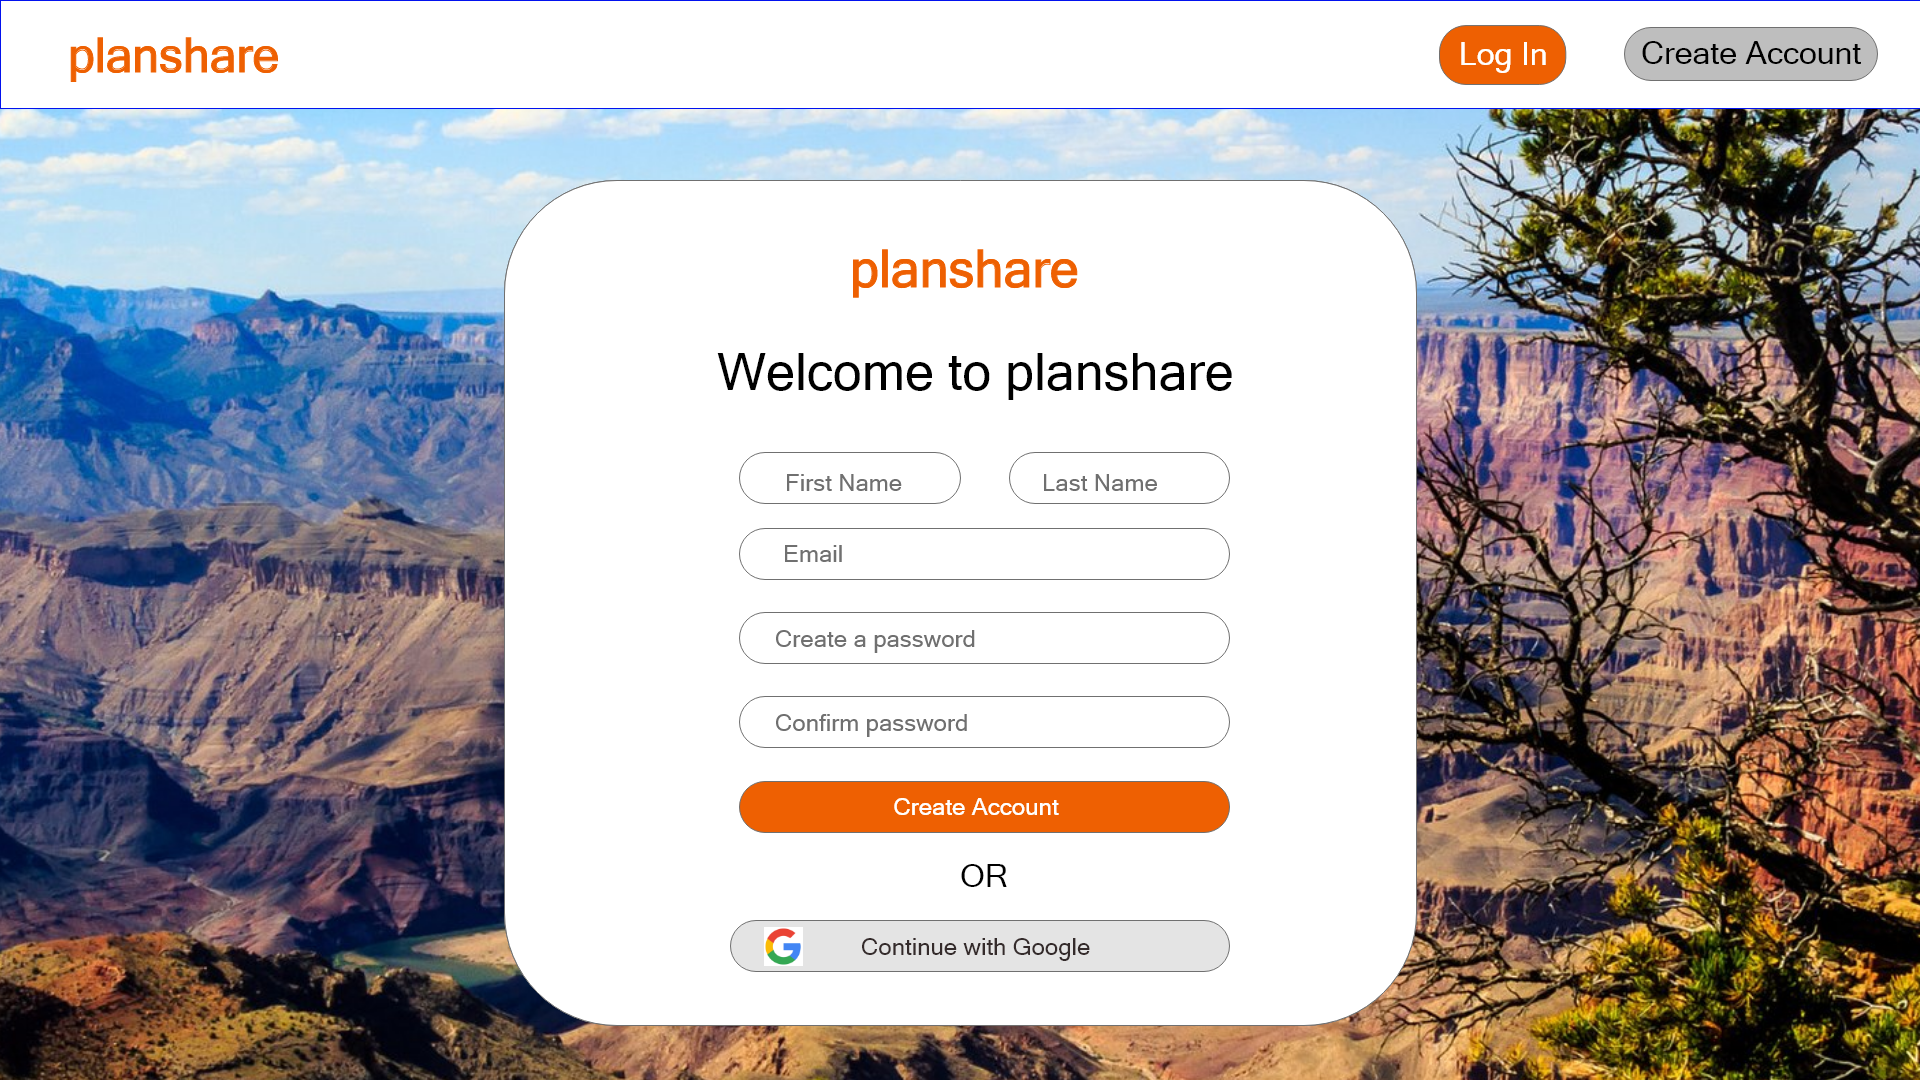 planshare
Log In
Create Account
planshare
Welcome to planshare
First Name
Last Name
Email
Create a password
Confirm password
Create Account
OR
Continue with Google